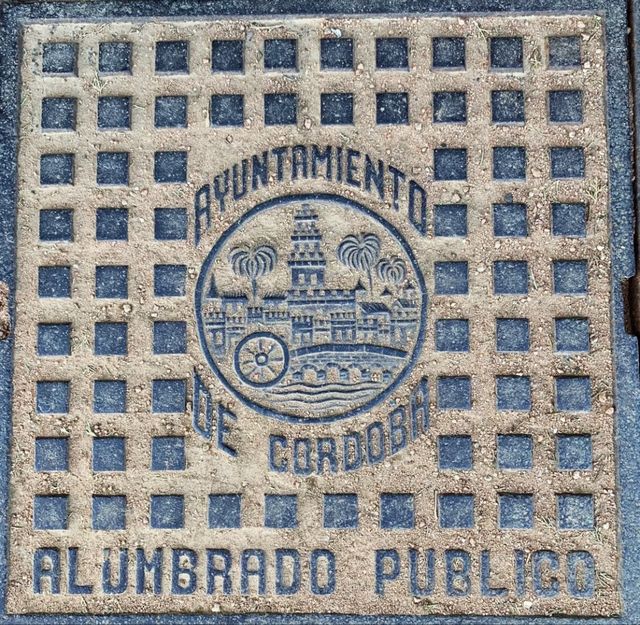 AYUNTAMIENTO
DE CORDOBA
ALUMBRADO PUBLICO